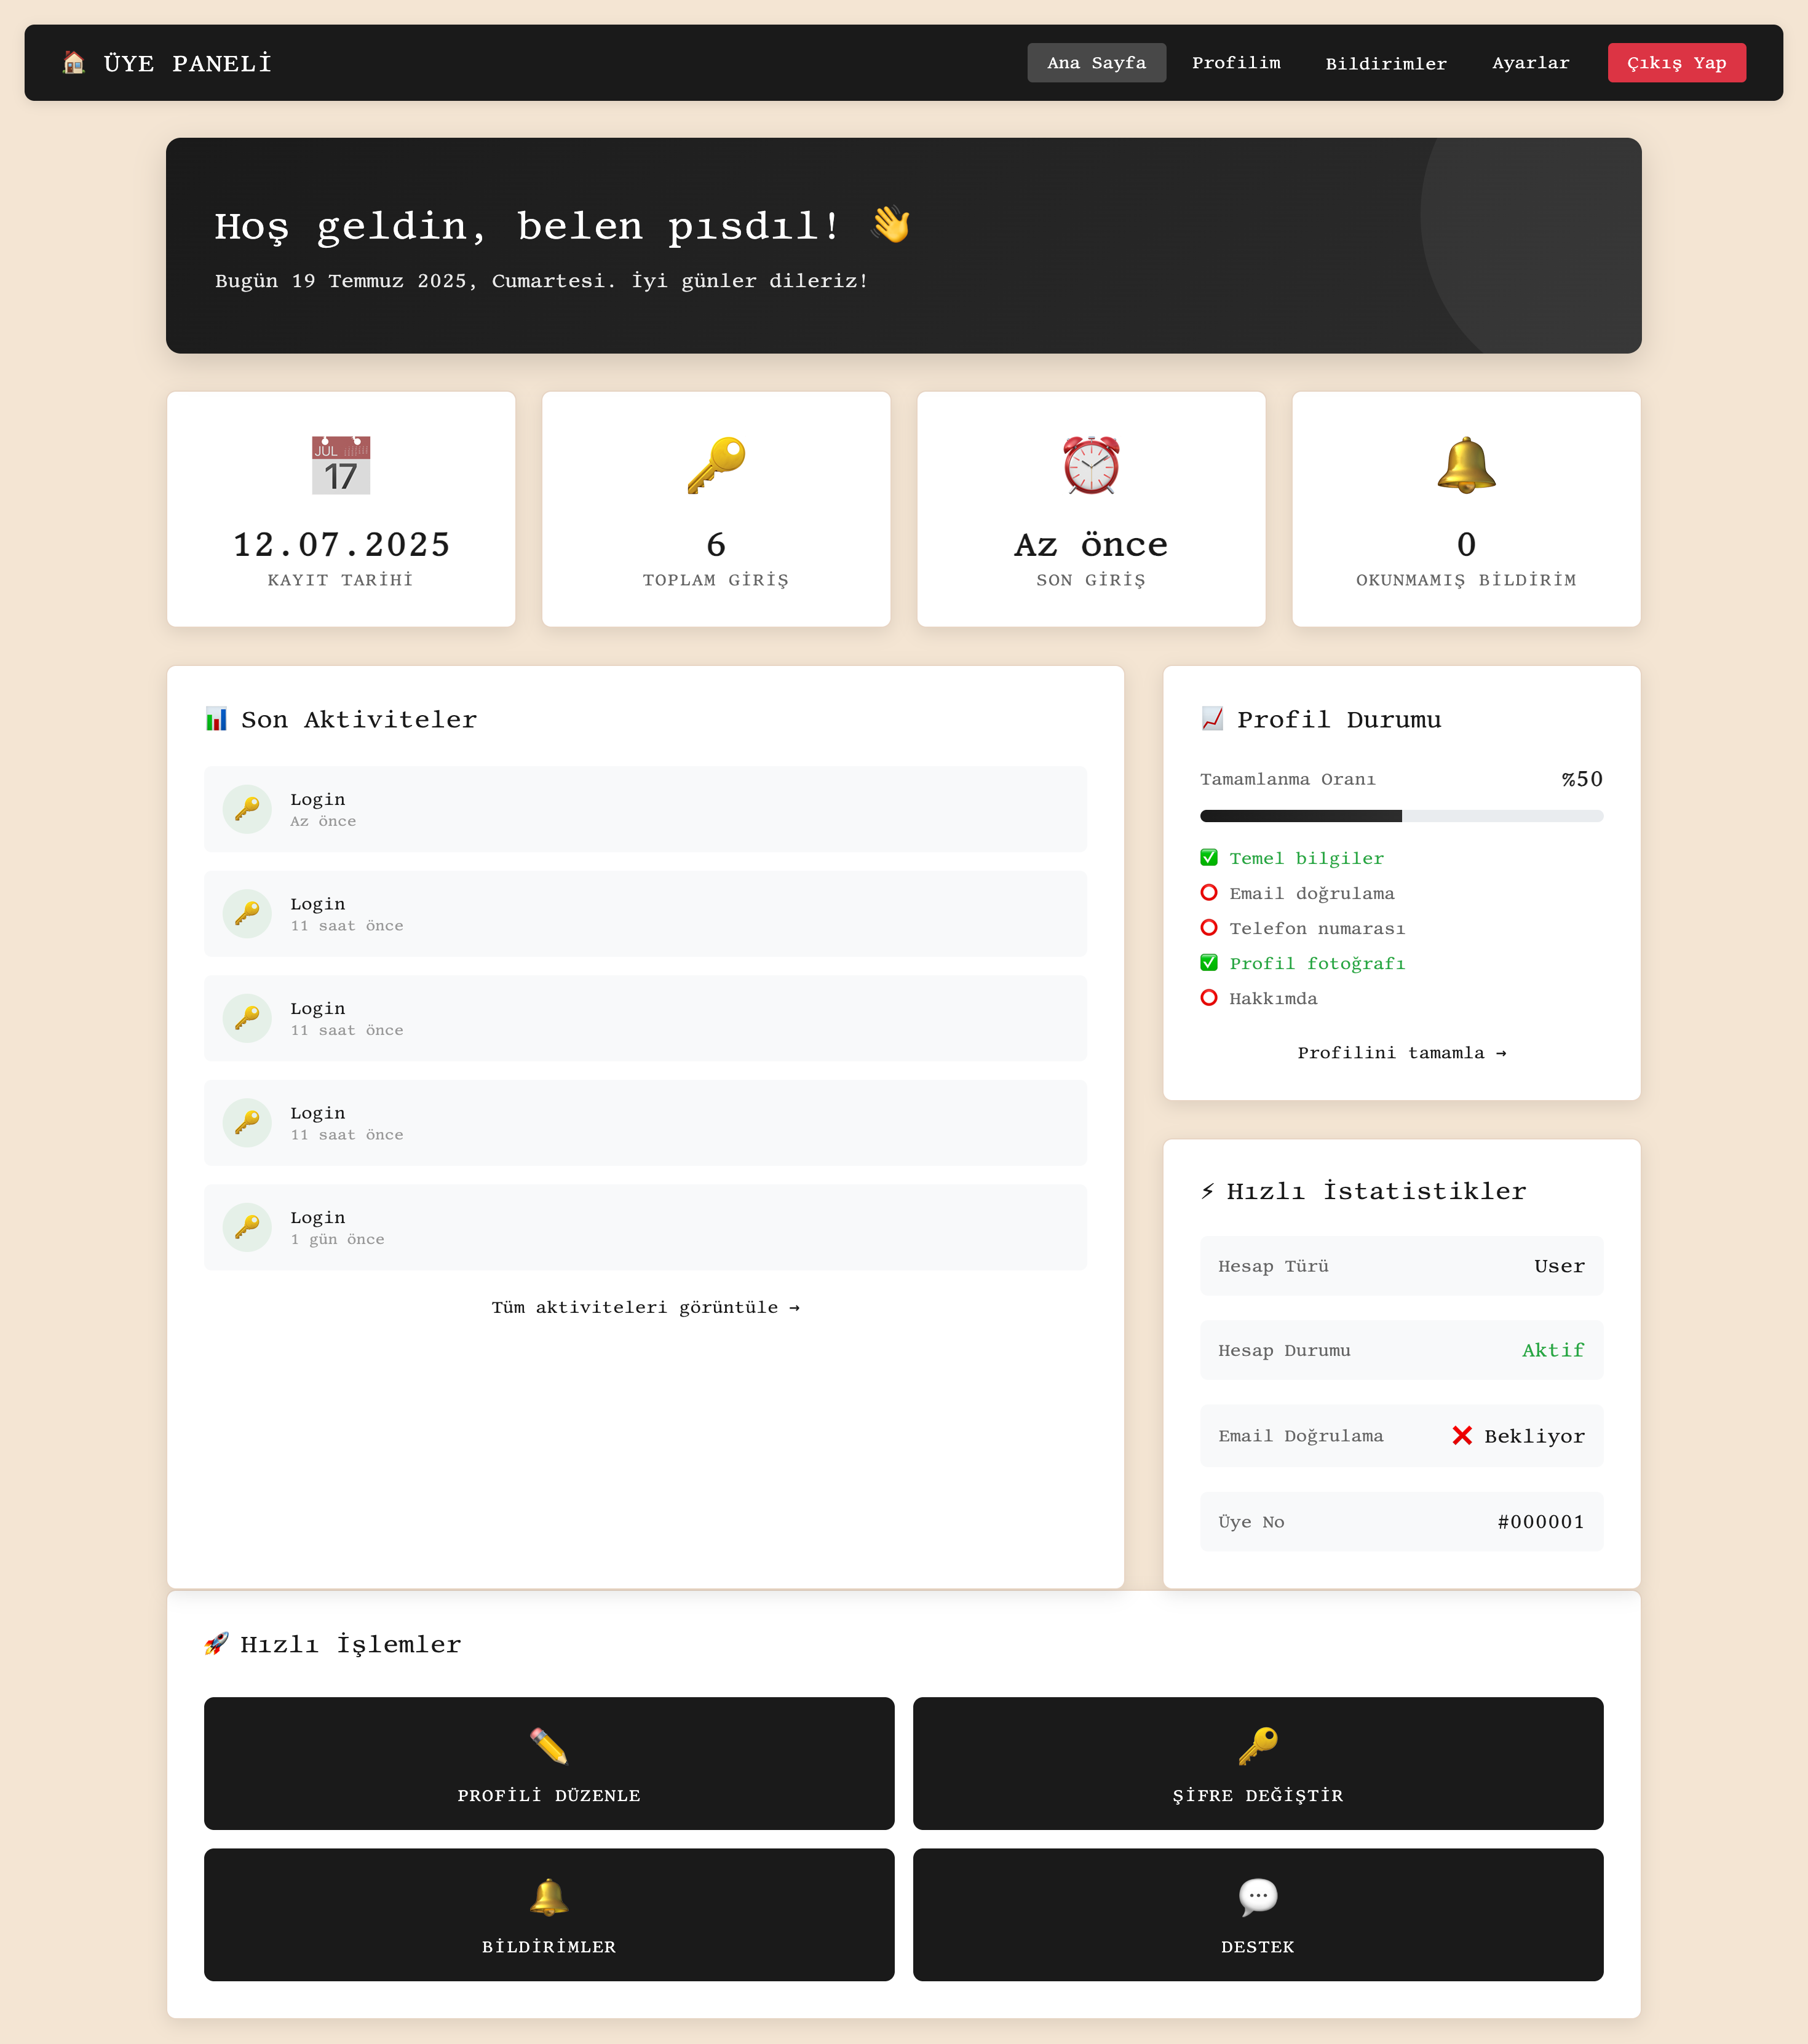 ÜYE PANELİ
Ana Sayfa
Profilim
Bildirimler
Ayarlar
Çıkış Yap
Hoş geldin, belen pısdıl! 👋
Bugün 19 Temmuz 2025, Cumartesi. İyi günler dileriz!
JUL
17
12.07.2025
KAYIT TARİHİ
6
TOPLAM GİRİŞ
Az önce
SON GİRİŞ
0
OKUNMAMIŞ BİLDİRİM
Son Aktiviteler
Login
Az önce
Login
11 saat önce
Login
11 saat önce
Login
11 saat önce
Login
1 gün önce
Tüm aktiviteleri görüntüle →
Profil Durumu
Tamamlanma Oranı
%50
Temel bilgiler
Email doğrulama
Telefon numarası
Profil fotoğrafı
Hakkımda
Profilini tamamla →
Hızlı İstatistikler
Hesap Türü
User
Hesap Durumu
Aktif
Email Doğrulama
❌ Bekliyor
Üye No
#000001
Hızlı İşlemler
PROFİLİ DÜZENLE
ŞİFRE DEĞİŞTİR
BİLDİRİMLER
DESTEK